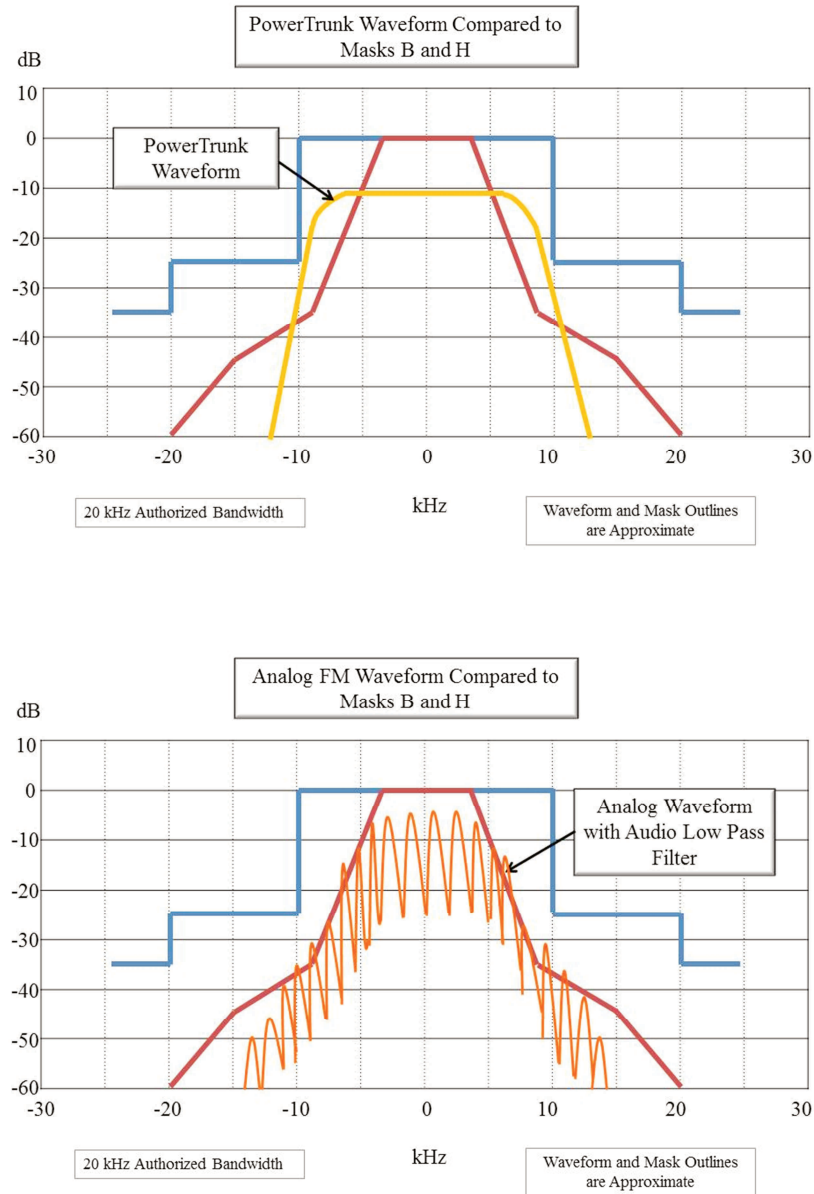 PowerTrunk Waveform Compared to
Masks B and H
dB
10
0
-10
-20
-30
-40
-50
-60
PowerTrunk
Waveform
-30
-20
-10
0
10
20
30
kHz
20 kHz Authorized Bandwidth
Waveform and Mask Outlines
are Approximate
Analog FM Waveform Compared to
Masks B and H
dB
10
0
-10
-20
-30
-40
-50
-60
Analog Waveform
with Audio Low Pass
Filter
-30
-20
-10
0
10
20
30
kHz
20 kHz Authorized Bandwidth
Waveform and Mask Outlines
are Approximate